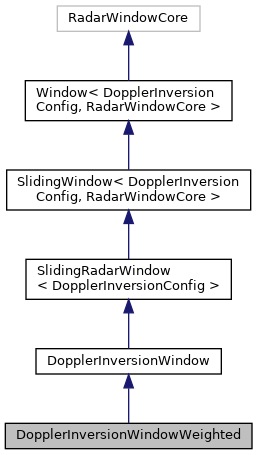 RadarWindowCore
Window< DopplerInversion
Config, RadarWindowCore >
SlidingWindow< DopplerInversion
Config, RadarWindowCore >
SlidingRadarWindow
< DopplerInversionConfig >
DopplerInversionWindow
DopplerInversionWindowWeighted